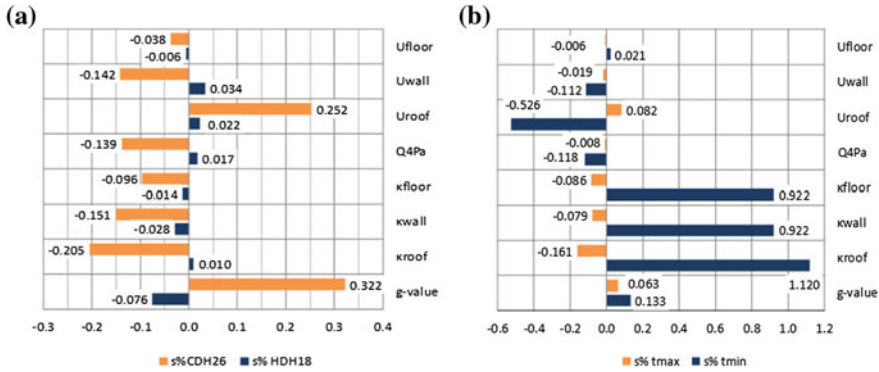 (a)
-0.038
-0.006
Ufloor
-0.142
0.034
Uwall
0.252
0.022
Uroof
-0.139
0.017
Q4Pa
-0.096
-0.014
κfloor
-0.151
-0.028
κwall
-0.205
0.010
κroof
0.322
-0.076
g-value
-0.3 -0.2 -0.1 0.0 0.1 0.2 0.3 0.4
s%CDH26 s% HDH18
(b)
-0.006
0.021
Ufloor
-0.019
-0.112
Uwall
-0.526
0.082
Uroof
-0.008
-0.118
Q4Pa
-0.086
0.922
κfloor
-0.079
0.922
κwall
-0.161
1.120
κroof
0.063
0.133
g-value
-0.6 -0.4 -0.2 0.0 0.2 0.4 0.6 0.8 1.0 1.2
s% tmax s% tmin